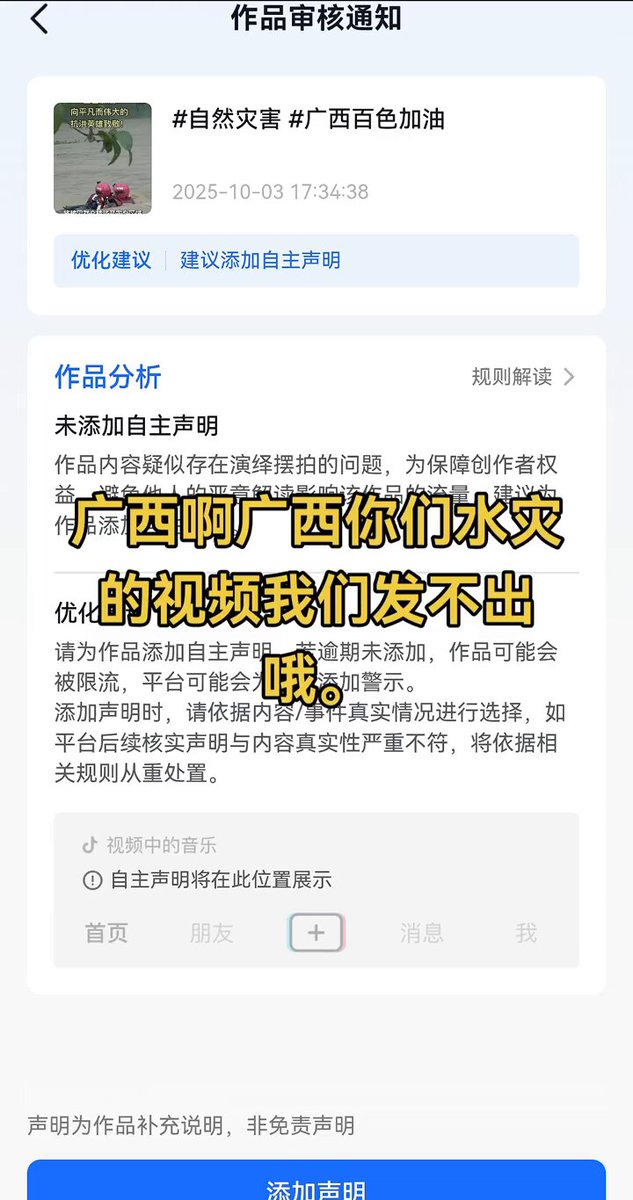 作品审核通知
向平凡而伟大的
抗洪英雄致敬!
#自然灾害 #广西百色加油
2025-10-03 17:34:38
优化建议 建议添加自主声明
作品分析
规则解读
未添加自主声明
作品内容疑似存在演绎摆拍的问题，为保障创作者权
益，避免他人的恶意解读影响该作品的流量，建议为
作品添加
广西啊广西你们水灾
的视频我们发不出
哦。
优化
请为作品添加自主声明，若逾期未添加，作品可能会
被限流，平台可能会为 添加警示。
添加声明时，请依据内容/事件真实情况进行选择，如
平台后续核实声明与内容真实性严重不符，将依据相
关规则从重处置。
视频中的音乐
自主声明将在此位置展示
首页 朋友 + 消息 我
声明为作品补充说明，非免责声明
添加声明